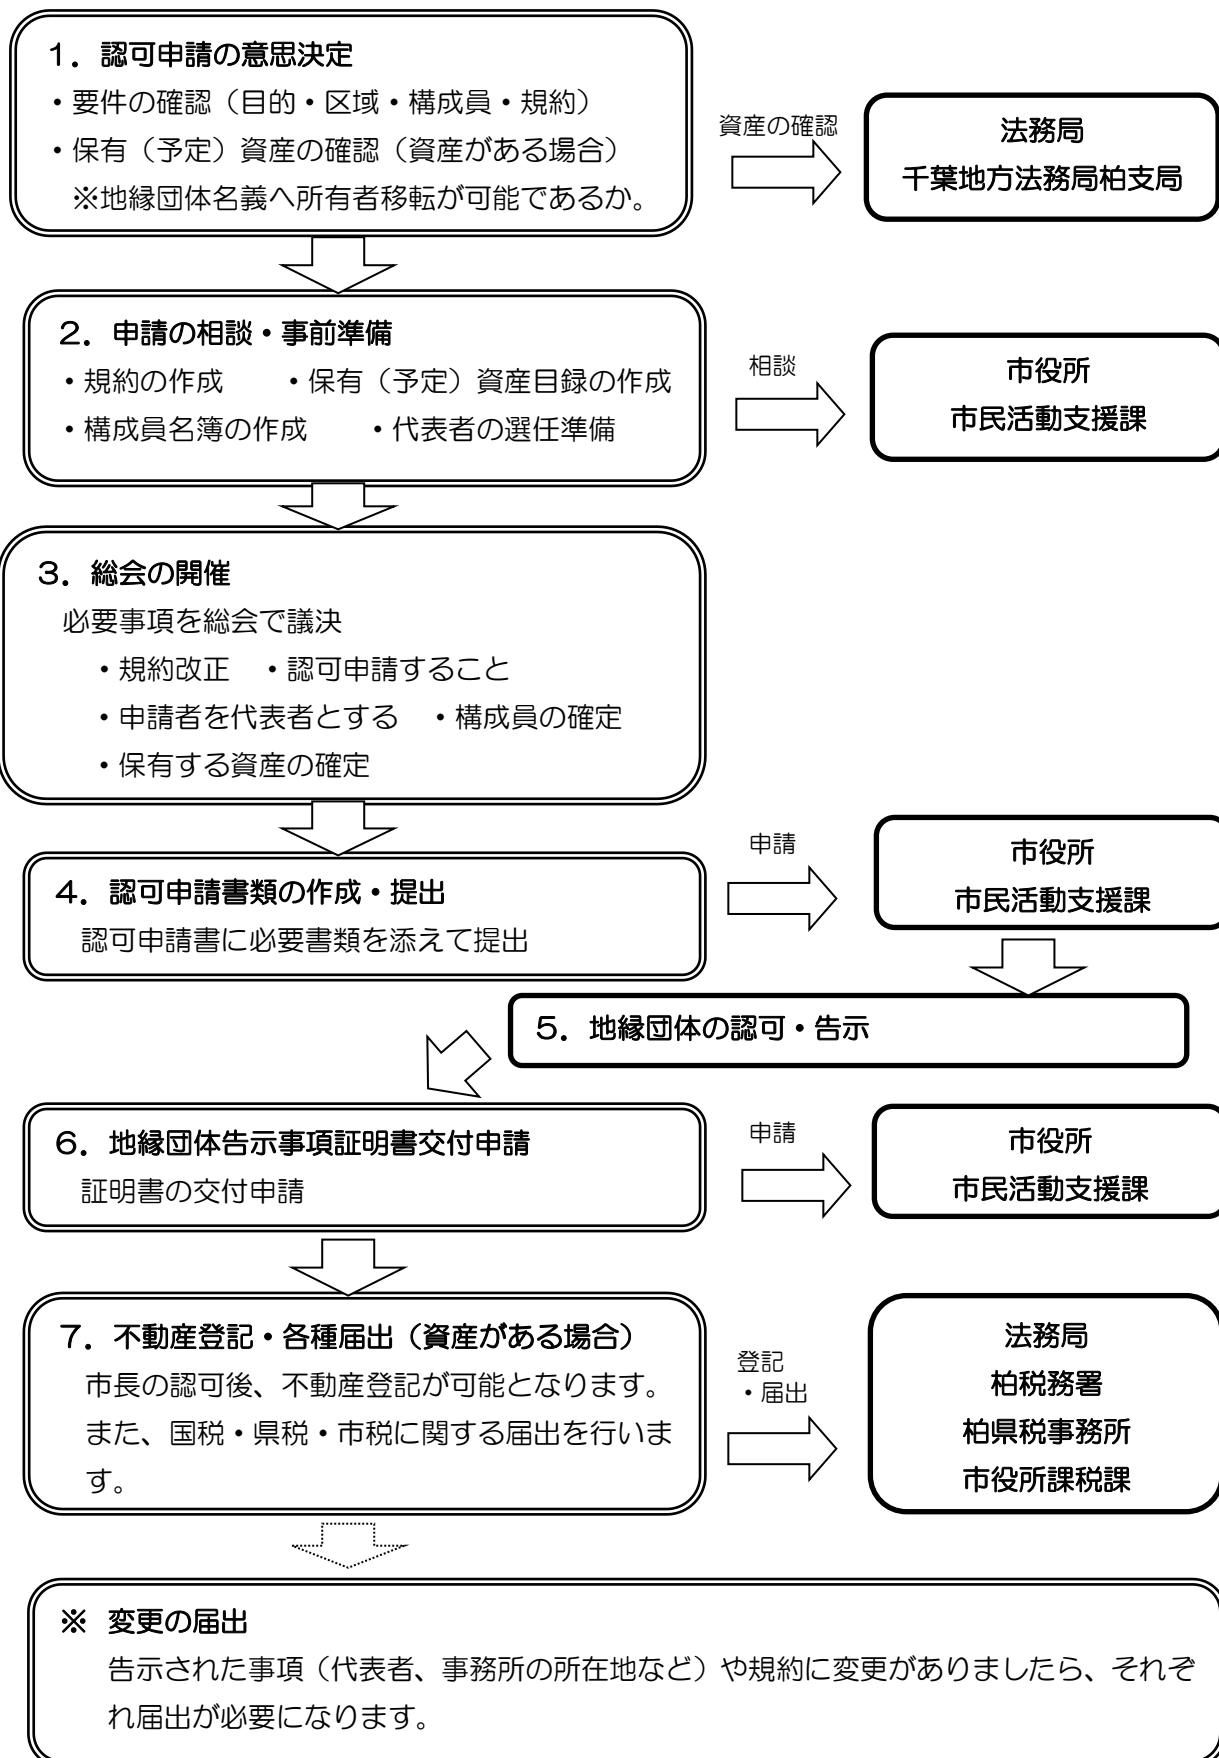 １．認可申請の意思決定
・要件の確認（目的・区域・構成員・規約）
・保有（予定）資産の確認（資産がある場合）
※地縁団体名義へ所有者移転が可能であるか。
資産の確認
法務局
千葉地方法務局柏支局
２．申請の相談・事前準備
・規約の作成　　・保有（予定）資産目録の作成
・構成員名簿の作成　　・代表者の選任準備
相談
市役所
市民活動支援課
３．総会の開催
必要事項を総会で議決
・規約改正　・認可申請すること
・申請者を代表者とする　・構成員の確定
・保有する資産の確定
４．認可申請書類の作成・提出
認可申請書に必要書類を添えて提出
申請
市役所
市民活動支援課
５．地縁団体の認可・告示
６．地縁団体告示事項証明書交付申請
証明書の交付申請
申請
市役所
市民活動支援課
７．不動産登記・各種届出（資産がある場合）
市長の認可後、不動産登記が可能となります。
また、国税・県税・市税に関する届出を行いま
す。
登記
・届出
法務局
柏税務署
柏県税事務所
市役所課税課
※　変更の届出
告示された事項（代表者、事務所の所在地など）や規約に変更がありましたら、それぞ
れ届出が必要になります。